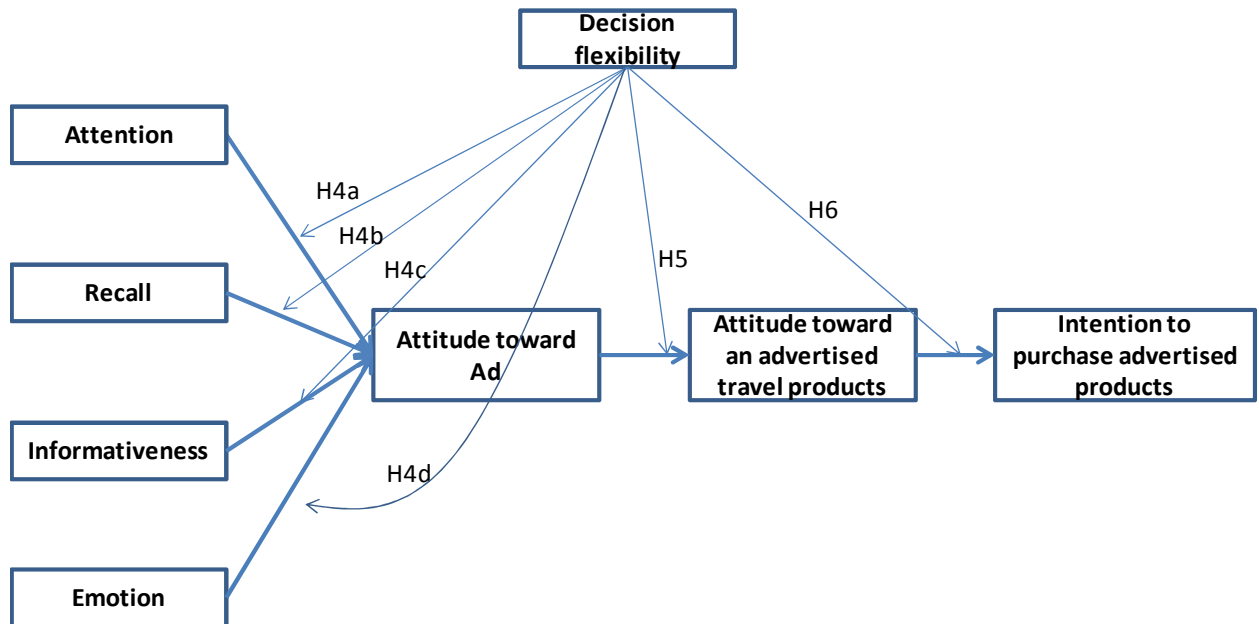 Decision
flexibility
Attention
H4a
H6
H4b
Recall
H4c
H5
Attitude toward
Ad
Attitude toward
an advertised
travel products
Intention to
purchase advertised
products
Informativeness
H4d
Emotion